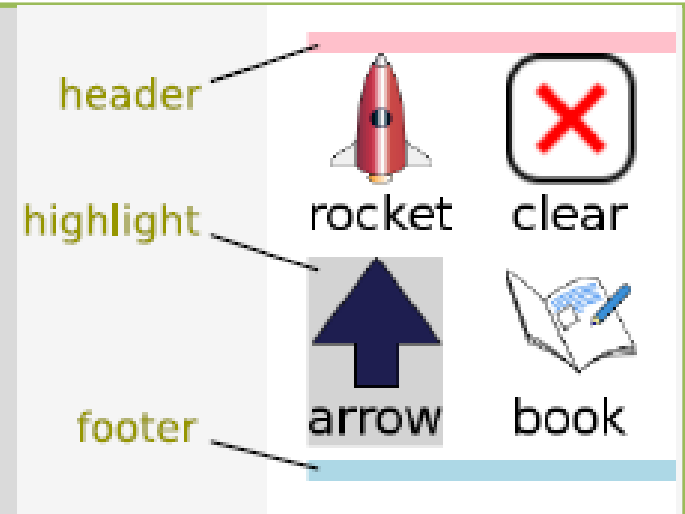 header
rocket clear
highlight
arrow book
footer